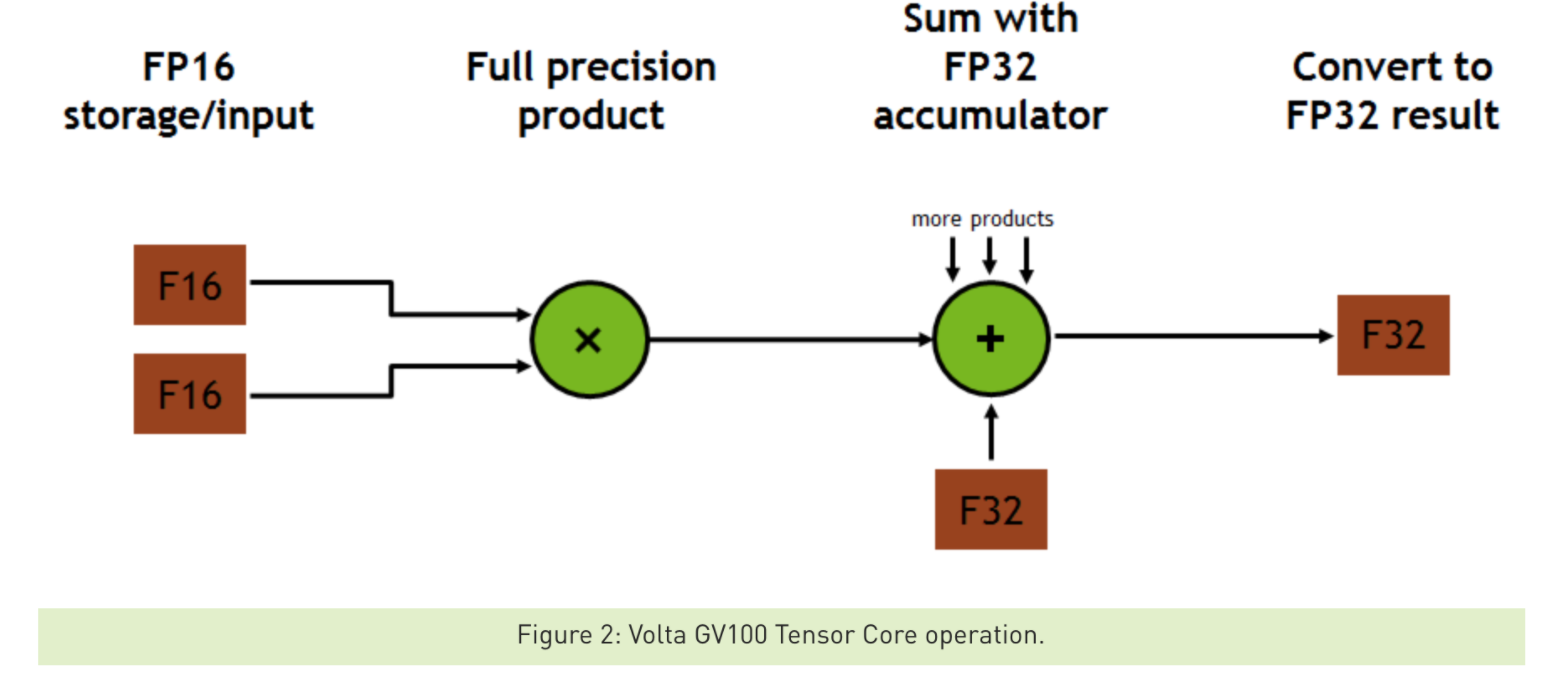 FP16
storage/input
Full precision
product
Sum with
FP32
accumulator
Convert to
FP32 result
more products
F16
F16
×
+
F32
F32
Figure 2: Volta GV100 Tensor Core operation.